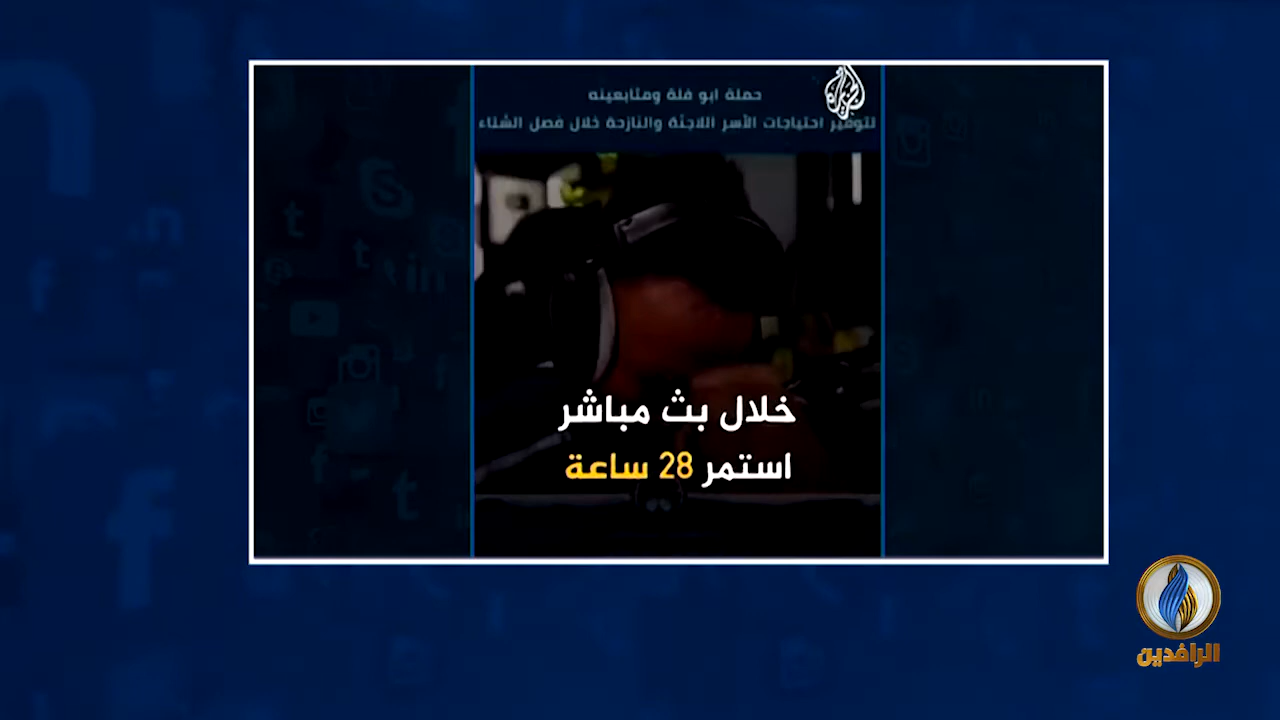 حملة ابو فلة ومتابعينه
لتوفير احتياجات الأسر اللاجئة والنازحة خلال فصل الشتاء
خلال بث مباشر
استمر 28 ساعة
الرافدين